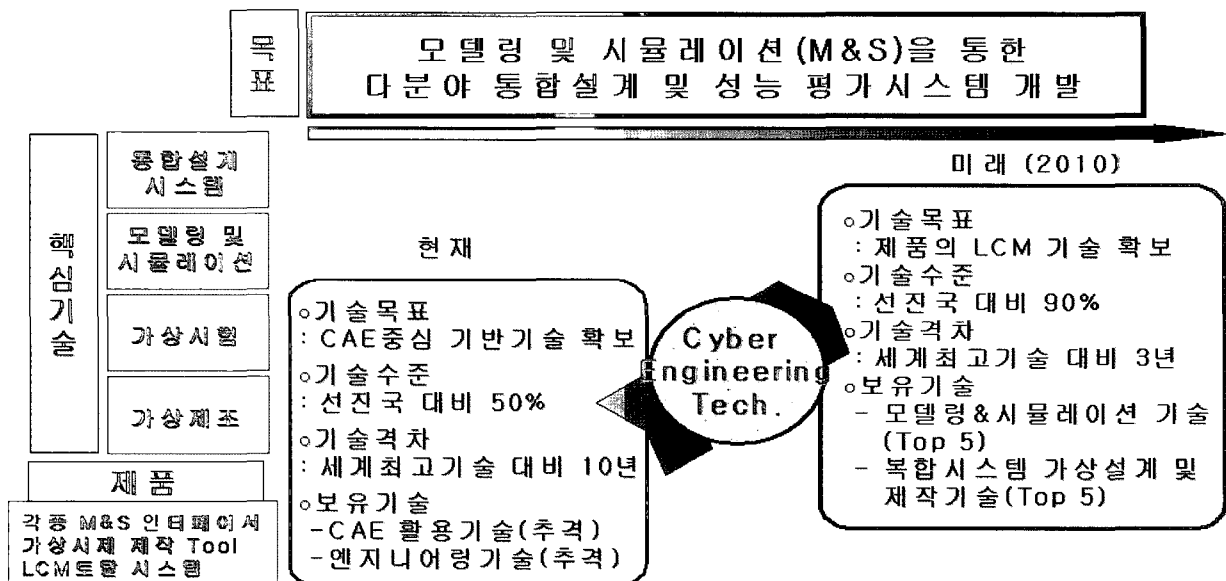 목표
모델링 및 시뮬레이션(M&S)을 통한
다분야 통합설계 및 성능 평가시스템 개발
핵심기술
통합설계
시스템
모델링 및
시뮬레이션
가상시험
가상제조
제품
각종 M&S 인터페이서
가상시제 제작 Tool
LCM토탈 시스템
현재
○기술목표
: CAE중심 기반기술 확보
○기술수준
: 선진국 대비 50%
○기술격차
: 세계최고기술 대비 10년
○보유기술
-CAE 활용기술(추격)
-엔지니어링기술(추격)
Cyber
Engineering
Tech.
미래 (2010)
○기술목표
: 제품의 LCM 기술 확보
○기술수준
: 선진국 대비 90%
○기술격차
: 세계최고기술 대비 3년
○보유기술
- 모델링&시뮬레이션 기술
(Top 5)
- 복합시스템 가상설계 및
제작기술(Top 5)